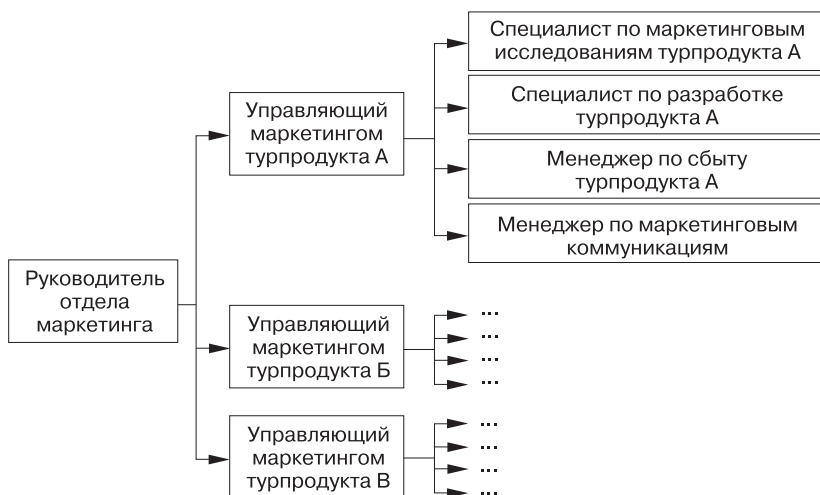 Руководитель
отдела
маркетинга
Управляющий
маркетингом
турпродукта А
Специалист по маркетинговым
исследованиям турпродукта А
Специалист по разработке
турпродукта А
Менеджер по сбыту
турпродукта А
Менеджер по маркетинговым
коммуникациям
Управляющий
маркетингом
турпродукта Б
...
...
...
...
Управляющий
маркетингом
турпродукта В
...
...
...
...